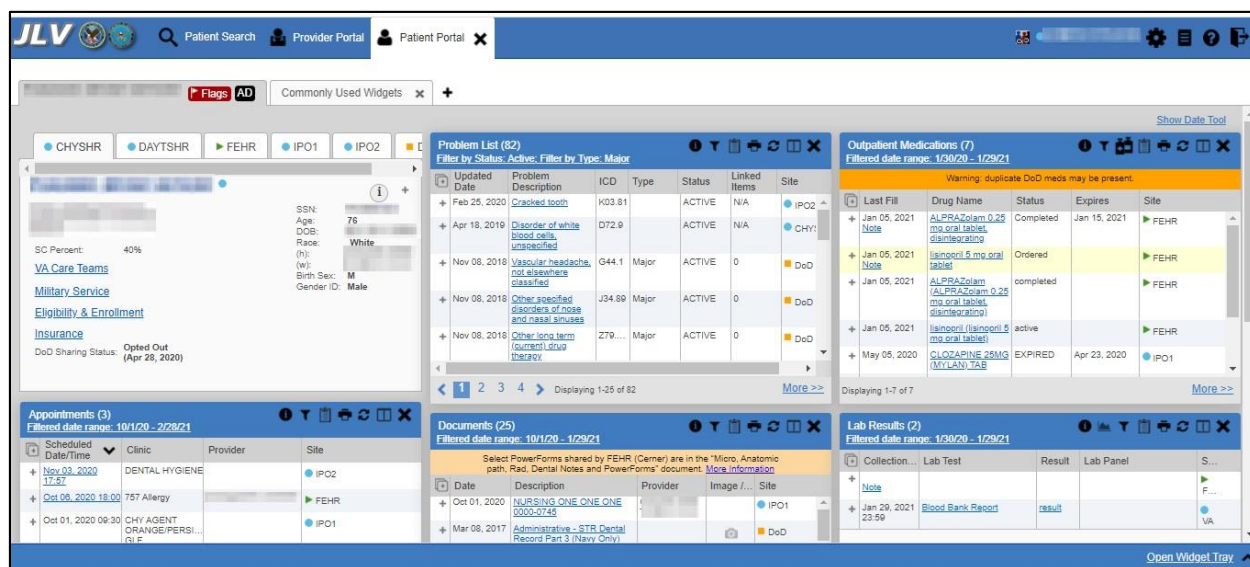 JLV Patient Search Provider Portal Patient Portal
Flags AD Commonly Used Widgets
Show Date Tool
CHYSHR DAYTSHR FEHR IPO1 IPO2
SSN:
Age: 76
DOB:
Race: White
(h):
(w):
Birth Sex: M
Gender ID: Male
SC Percent: 40%
VA Care Teams
Military Service
Eligibility & Enrollment
Insurance
DoD Sharing Status: Opted Out
(Apr 28, 2020)
Problem List (82)
Filter by Status: Active; Filter by Type: Major
Updated Date Problem Description ICD Type Status Linked Items Site
Feb 25, 2020 Cracked tooth K03.81 ACTIVE N/A IPO2
Apr 18, 2019 Disorder of white blood cells, unspecified D72.9 ACTIVE N/A CHY
Nov 08, 2018 Vascular headache, not elsewhere classified G44.1 Major ACTIVE 0 DoD
Nov 08, 2018 Other specified disorders of nose and nasal sinuses J34.89 Major ACTIVE 0 DoD
Nov 08, 2018 Other long term (current) drug therapy Z79.... Major ACTIVE 0 DoD
1 2 3 4 Displaying 1-25 of 82 More >>
Outpatient Medications (7)
Filtered date range: 1/30/20 - 1/29/21
Warning: duplicate DoD meds may be present.
Last Fill Drug Name Status Expires Site
Jan 05, 2021 Note ALPRAZolam 0.25 mg oral tablet, disintegrating Completed Jan 15, 2021 FEHR
Jan 05, 2021 Note lisinopril 5 mg oral tablet Ordered FEHR
Jan 05, 2021 ALPRAZolam (ALPRAZolam 0.25 mg oral tablet, disintegrating) completed FEHR
Jan 05, 2021 lisinopril (lisinopril 5 mg oral tablet) active FEHR
May 05, 2020 CLOZAPINE 25MG (MYLAN) TAB EXPIRED Apr 23, 2020 IPO1
Displaying 1-7 of 7 More >>
Appointments (3)
Filtered date range: 10/1/20 - 2/28/21
Scheduled Date/Time Clinic Provider Site
Nov 03, 2020 17:57 DENTAL HYGIENE IPO2
Oct 06, 2020 18:00 757 Allergy FEHR
Oct 01, 2020 09:30 CHY AGENT ORANGE/PERSI... GLF IPO1
Documents (25)
Filtered date range: 10/1/20 - 1/29/21
Select PowerForms shared by FEHR (Cerner) are in the "Micro, Anatomic
path, Rad, Dental Notes and PowerForms" document. More Information
Date Description Provider Image /... Site
Oct 01, 2020 NURSING ONE ONE ONE 0000-0745 IPO1
Mar 08, 2017 Administrative - STR Dental Record Part 3 (Navy Only) DoD
Lab Results (2)
Filtered date range: 1/30/20 - 1/29/21
Collection... Lab Test Result Lab Panel S...
Note F...
Jan 29, 2021 23:59 Blood Bank Report result VA
Open Widget Tray